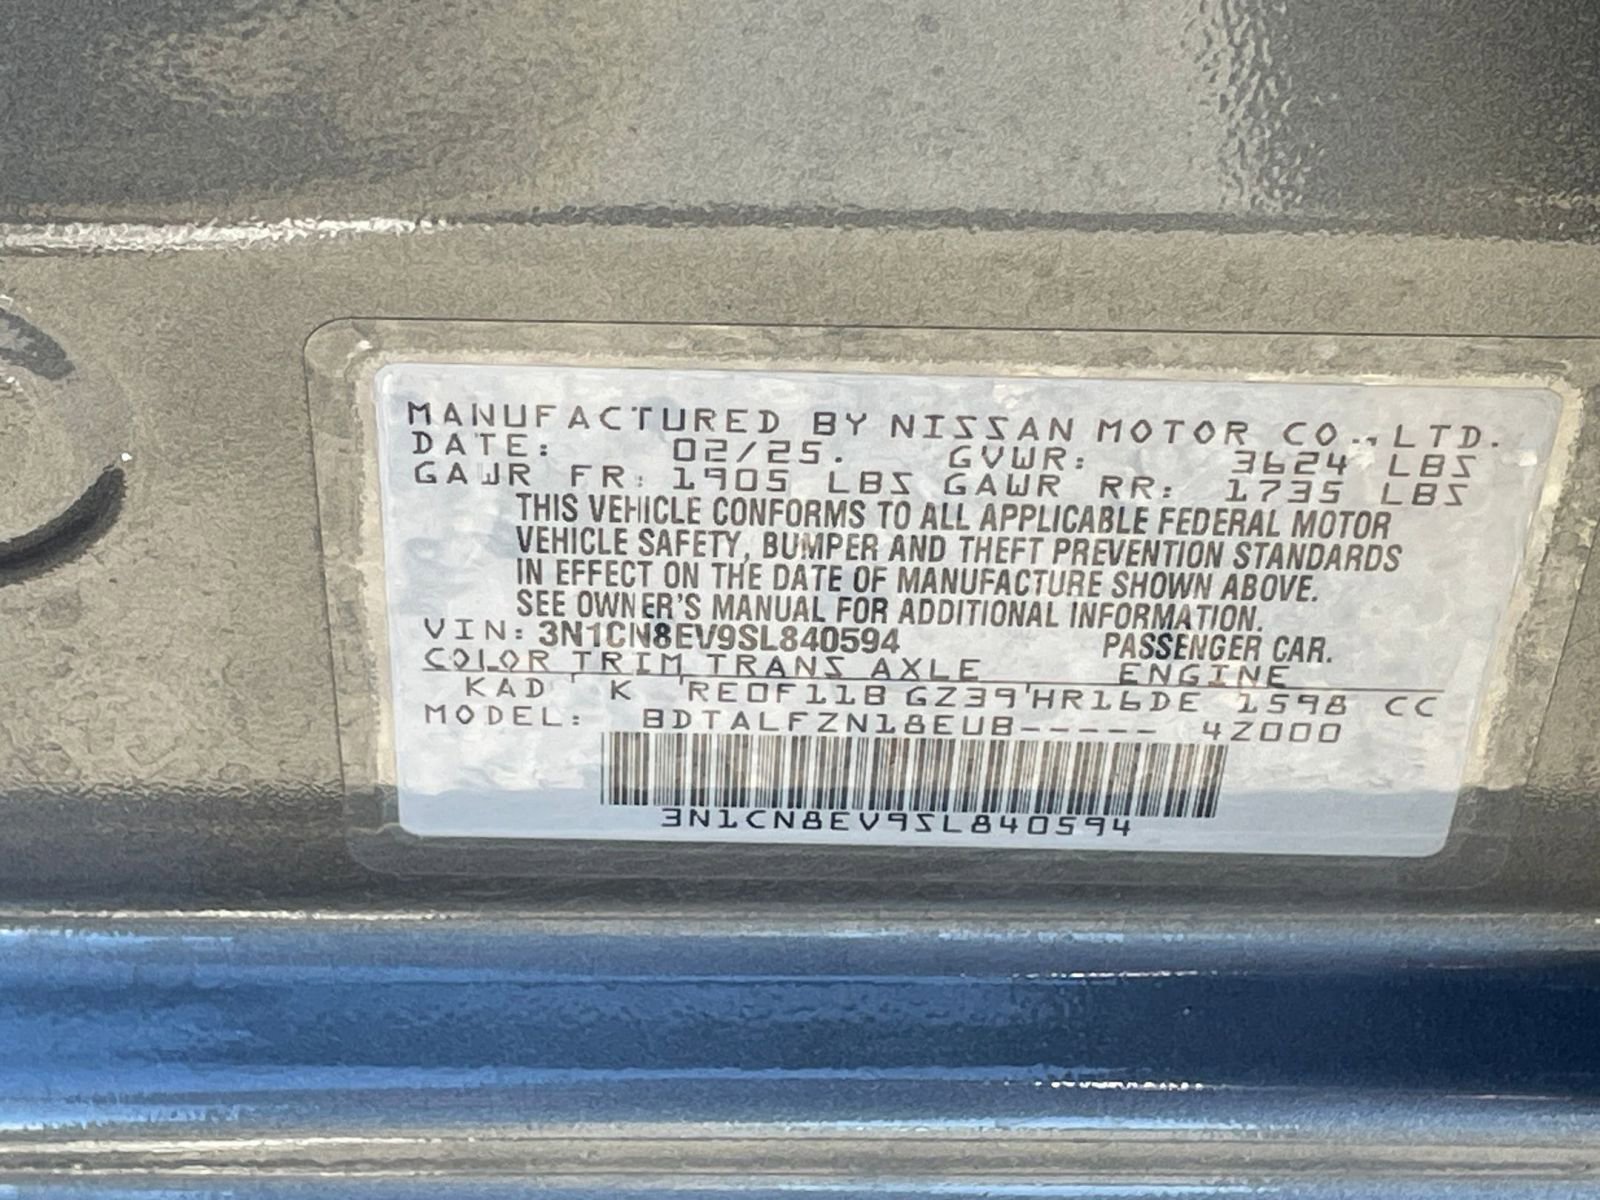 MANUFACTURED BY NISSAN MOTOR CO.,LTD.
DATE: 02/25. GVWR: 3624 LBS
GAWR FR: 1905 LBS GAWR RR: 1735 LBS
THIS VEHICLE CONFORMS TO ALL APPLICABLE FEDERAL MOTOR
VEHICLE SAFETY, BUMPER AND THEFT PREVENTION STANDARDS
IN EFFECT ON THE DATE OF MANUFACTURE SHOWN ABOVE.
SEE OWNER'S MANUAL FOR ADDITIONAL INFORMATION.
VIN: 3N1CN8EV9SL840594 PASSENGER CAR.
COLOR TRIM TRANS AXLE ENGINE
KAD K RE0F11B GZ39 HR16DE 1598 CC
MODEL: BDTALFZN18EUB----- 4Z000
3N1CN8EV9SL840594